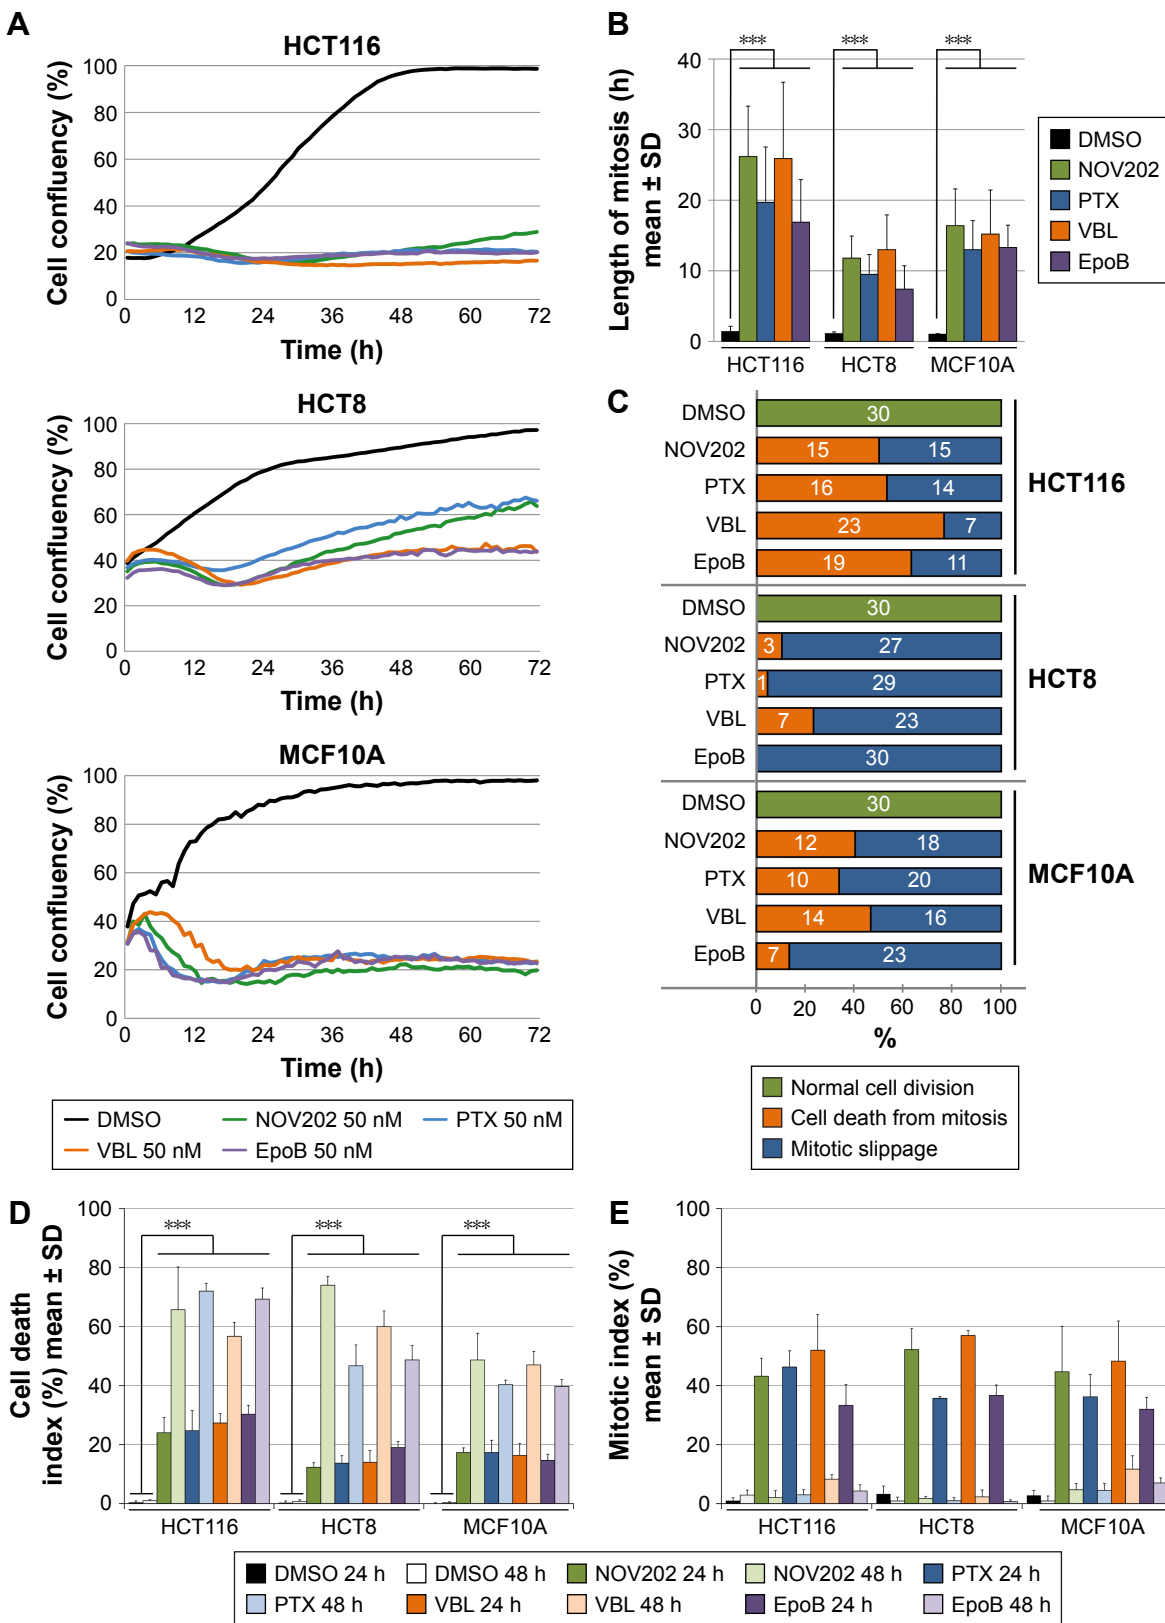 A
HCT116
Cell confluency (%)
100
80
60
40
20
0
0 12 24 36 48 60 72
Time (h)
HCT8
Cell confluency (%)
100
80
60
40
20
0
0 12 24 36 48 60 72
Time (h)
MCF10A
Cell confluency (%)
100
80
60
40
20
0
0 12 24 36 48 60 72
Time (h)
DMSO NOV202 50 nM PTX 50 nM
VBL 50 nM EpoB 50 nM
B
Length of mitosis (h)
mean ± SD
40
30
20
10
0
*** *** ***
HCT116 HCT8 MCF10A
DMSO
NOV202
PTX
VBL
EpoB
C
DMSO 30
NOV202 15 15
PTX 16 14
VBL 23 7
EpoB 19 11
HCT116
DMSO 30
NOV202 3 27
PTX 1 29
VBL 7 23
EpoB 30
HCT8
DMSO 30
NOV202 12 18
PTX 10 20
VBL 14 16
EpoB 7 23
MCF10A
0 20 40 60 80 100
%
Normal cell division
Cell death from mitosis
Mitotic slippage
D
Cell death
index (%) mean ± SD
100
80
60
40
20
0
*** *** ***
HCT116 HCT8 MCF10A
E
Mitotic index (%)
mean ± SD
100
80
60
40
20
0
HCT116 HCT8 MCF10A
DMSO 24 h DMSO 48 h NOV202 24 h NOV202 48 h PTX 24 h
PTX 48 h VBL 24 h VBL 48 h EpoB 24 h EpoB 48 h